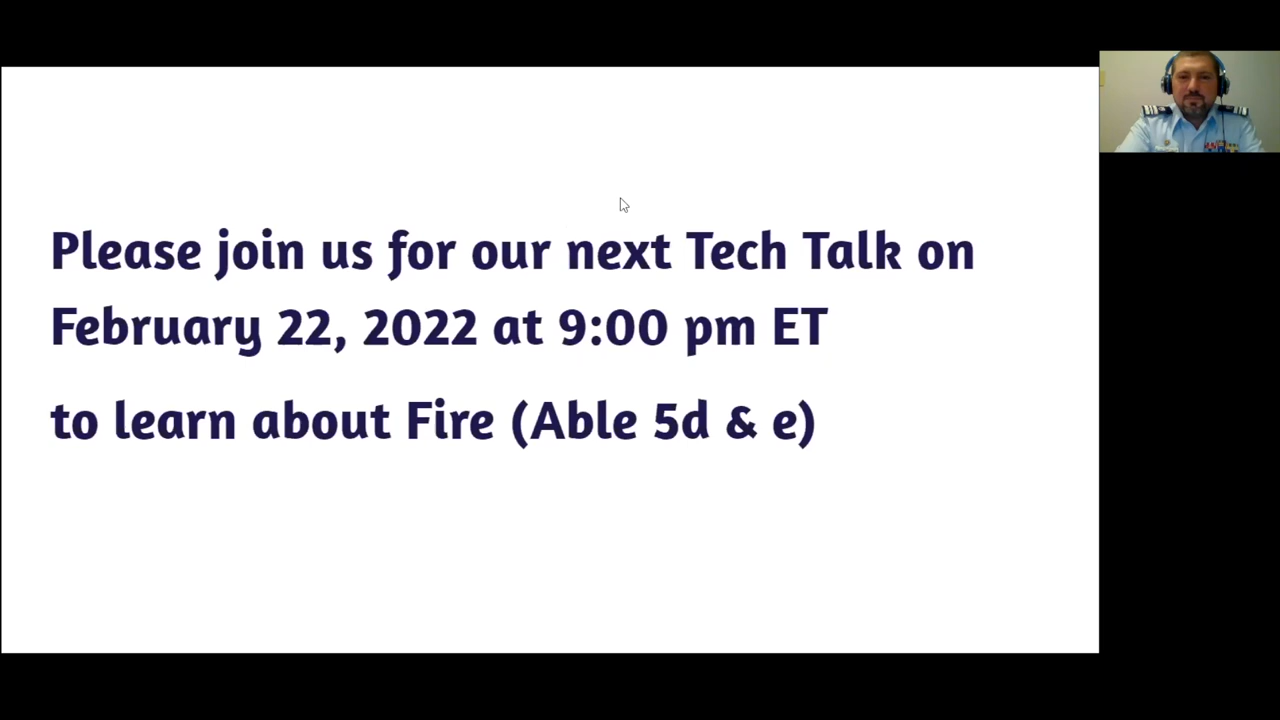 Please join us for our next Tech Talk on
February 22, 2022 at 9:00 pm ET
to learn about Fire (Able 5d & e)